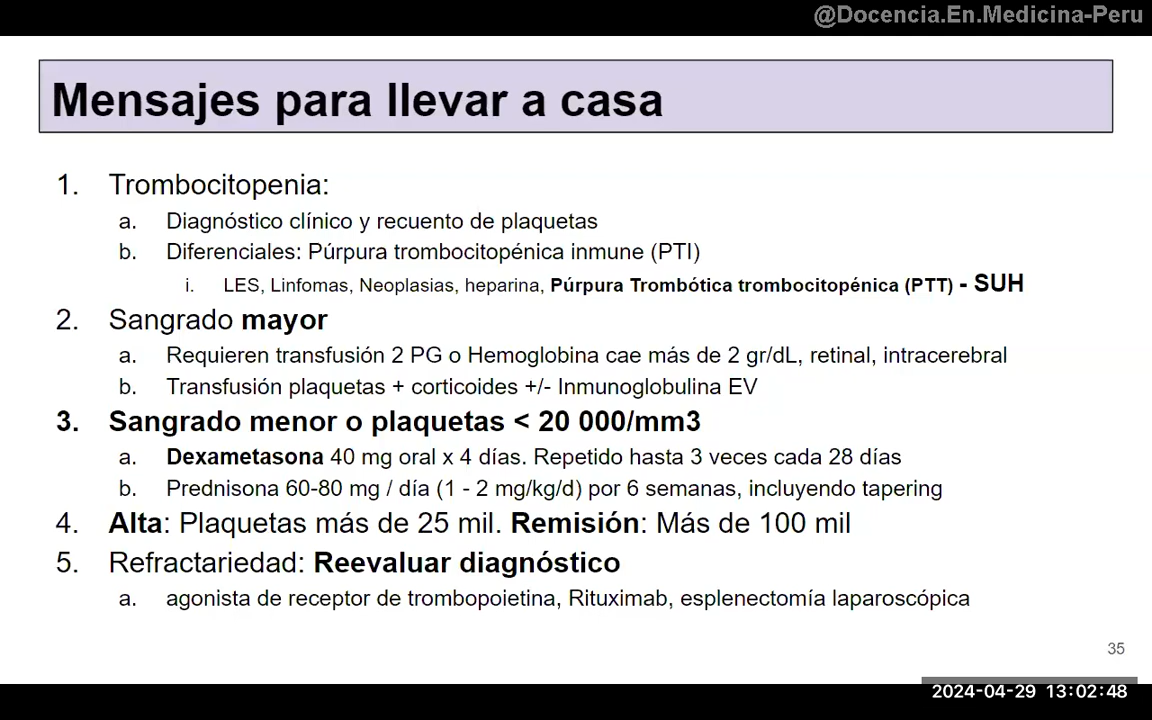 @Docencia.En.Medicina-Peru
Mensajes para llevar a casa
1. Trombocitopenia:
a. Diagnóstico clínico y recuento de plaquetas
b. Diferenciales: Púrpura trombocitopénica inmune (PTI)
i. LES, Linfomas, Neoplasias, heparina, Púrpura Trombótica trombocitopénica (PTT) - SUH
2. Sangrado mayor
a. Requieren transfusión 2 PG o Hemoglobina cae más de 2 gr/dL, retinal, intracerebral
b. Transfusión plaquetas + corticoides +/- Inmunoglobulina EV
3. Sangrado menor o plaquetas < 20 000/mm3
a. Dexametasona 40 mg oral x 4 días. Repetido hasta 3 veces cada 28 días
b. Prednisona 60-80 mg / día (1 - 2 mg/kg/d) por 6 semanas, incluyendo tapering
4. Alta: Plaquetas más de 25 mil. Remisión: Más de 100 mil
5. Refractariedad: Reevaluar diagnóstico
a. agonista de receptor de trombopoietina, Rituximab, esplenectomía laparoscópica
35
2024-04-29 13:02:48